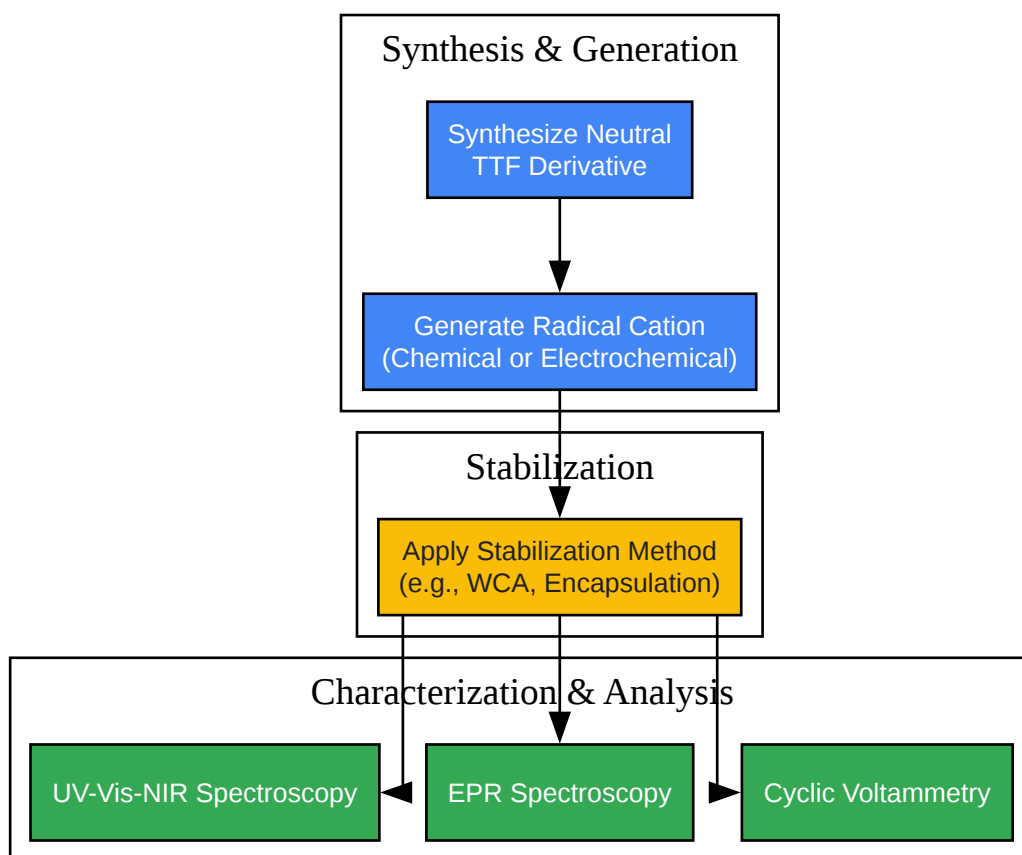 Synthesis & Generation
Synthesize Neutral
TTF Derivative
Generate Radical Cation
(Chemical or Electrochemical)
Stabilization
Apply Stabilization Method
(e.g., WCA, Encapsulation)
Characterization & Analysis
UV-Vis-NIR Spectroscopy
EPR Spectroscopy
Cyclic Voltammetry